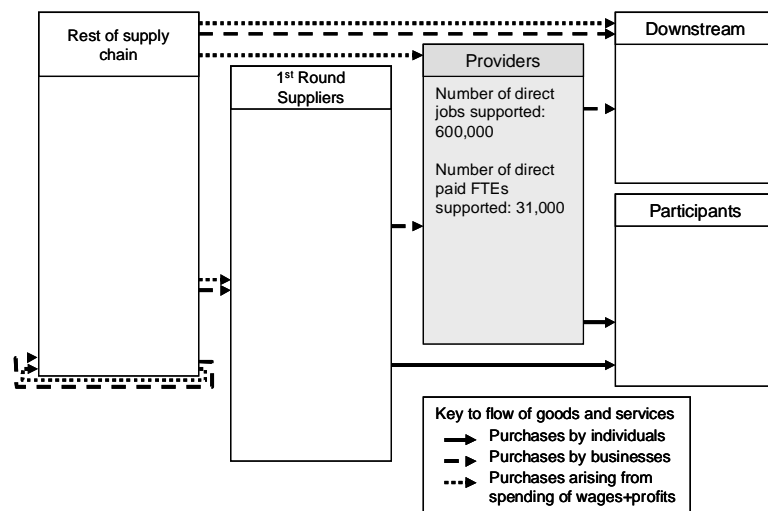 Rest of supply
chain
1st Round
Suppliers
Providers
Number of direct
jobs supported:
600,000
Number of direct
paid FTEs
supported: 31,000
Downstream
Participants
Key to flow of goods and services
Purchases by individuals
Purchases by businesses
Purchases arising from
spending of wages+profits